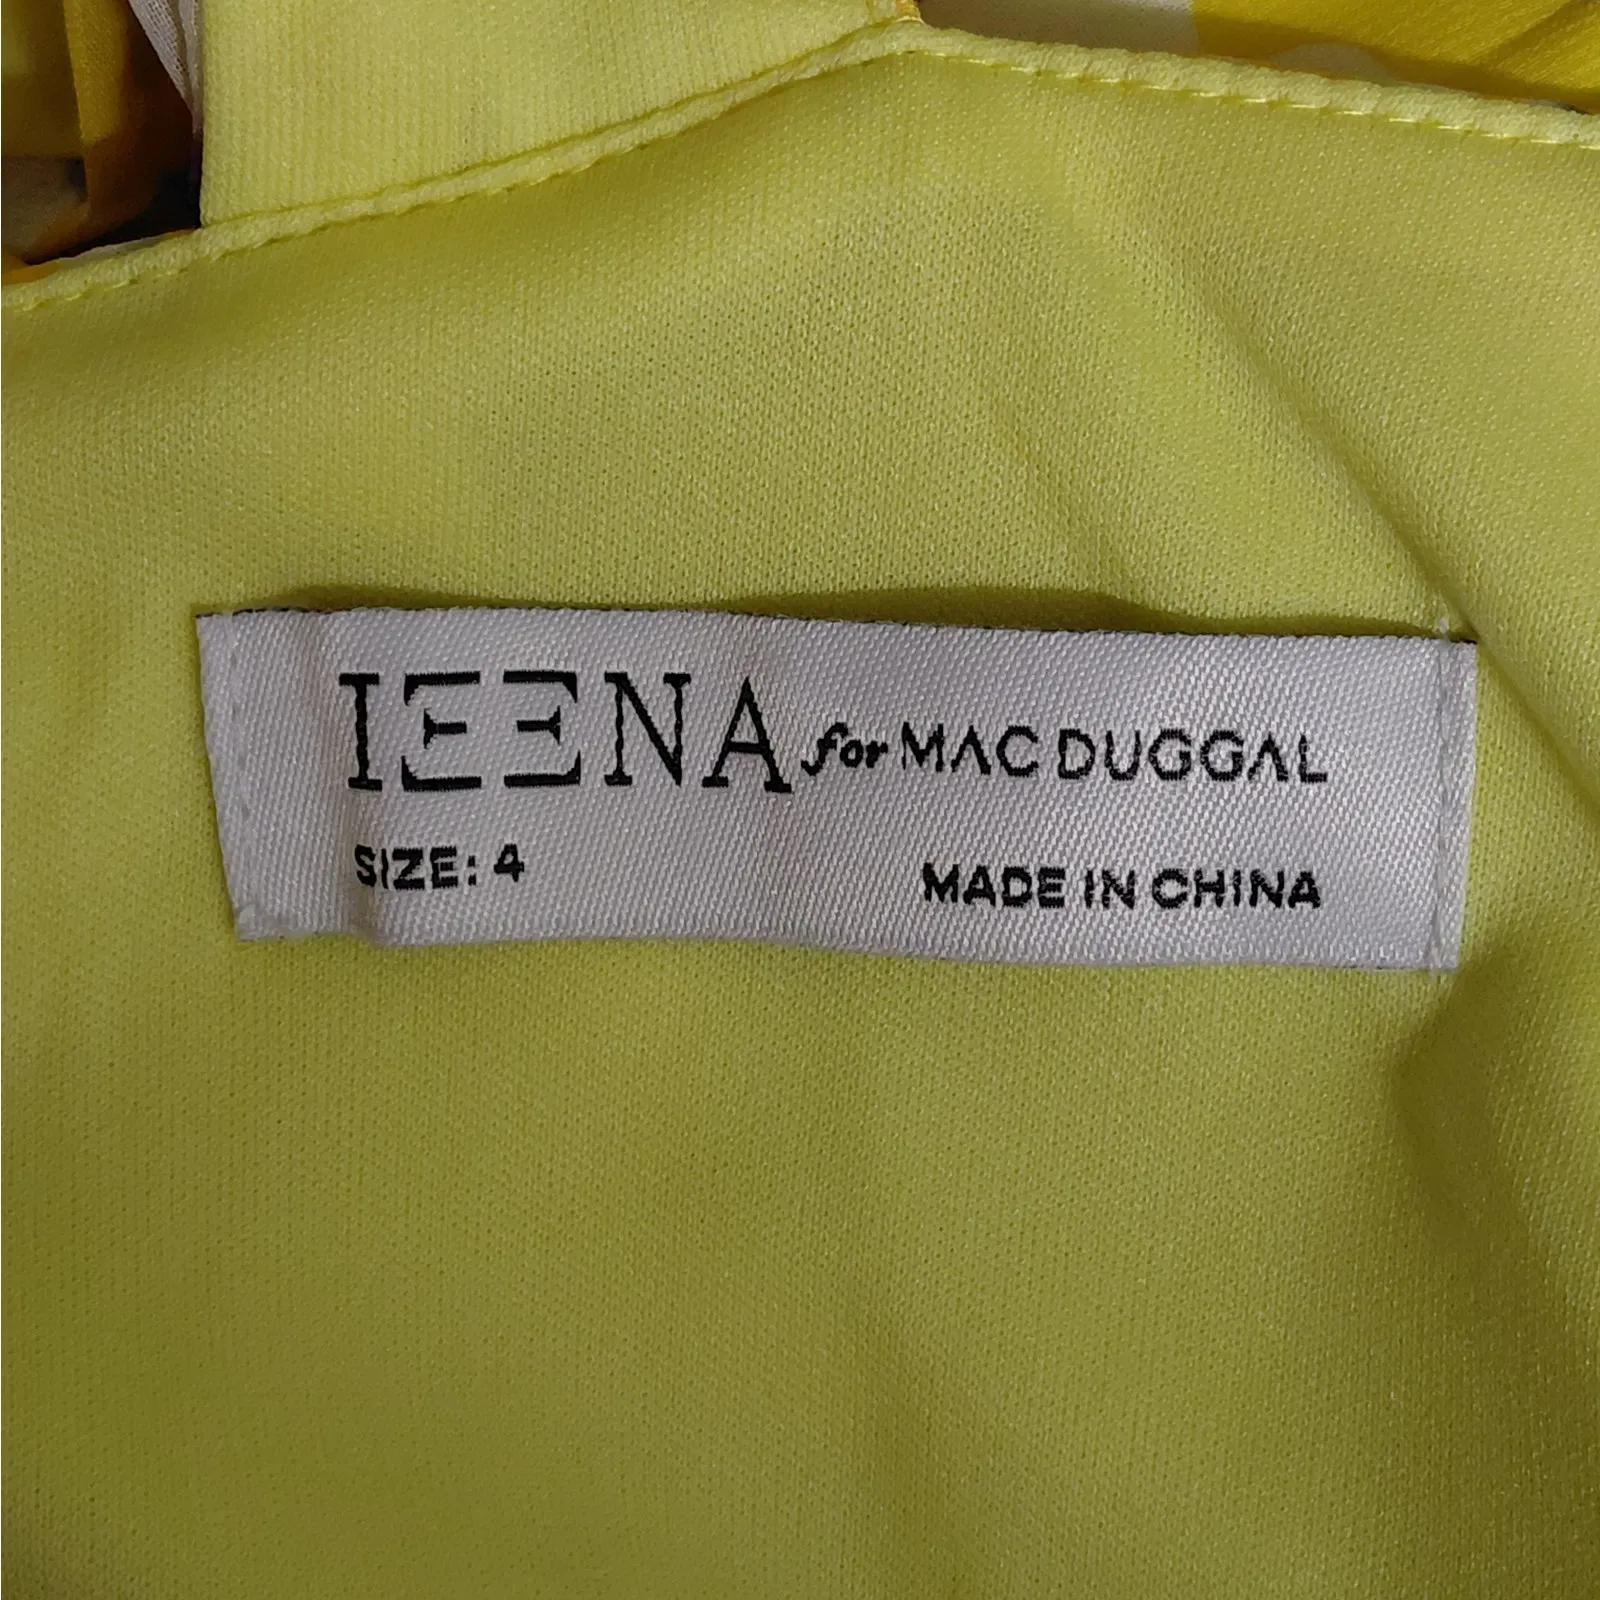 IEENA for MAC DUGGAL
SIZE: 4 MADE IN CHINA